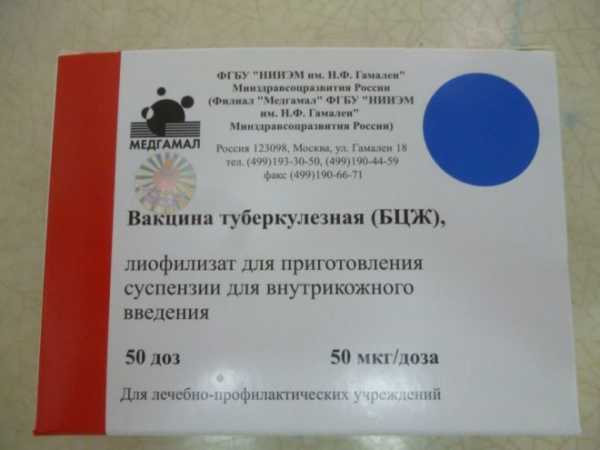 ФГБУ "НИИЭМ им. Н.Ф. Гамалеи"
Минздравсоцразвития России
(Филиал "Медгамал" ФГБУ "НИИЭМ
им. Н.Ф. Гамалеи"
Минздравсоцразвития России)
МЕДГАМАЛ
Россия 123098, Москва, ул. Гамалеи 18
тел. (499)193-30-50, (499)190-44-59
факс (499)190-66-71
Вакцина туберкулезная (БЦЖ),
лиофилизат для приготовления
суспензии для внутрикожного
введения
50 доз 50 мкг/доза
Для лечебно-профилактических учреждений